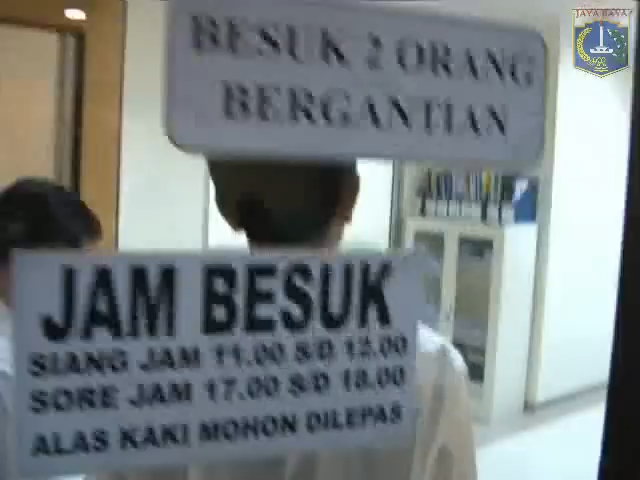 JAYA RAYA
BESUK 2 ORANG
BERGANTIAN
JAM BESUK
SIANG JAM 11.00 S/D 12.00
SORE JAM 17.00 S/D 18.00
ALAS KAKI MOHON DILEPAS